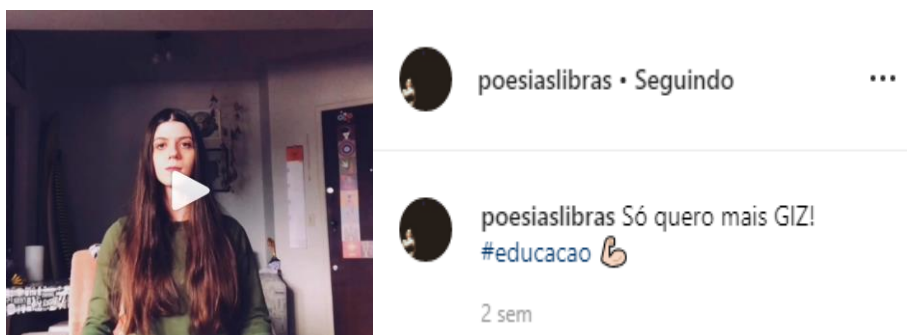 poesiaslibras • Seguindo
poesiaslibras Só quero mais GIZ!
#educacao 💪🏻
2 sem